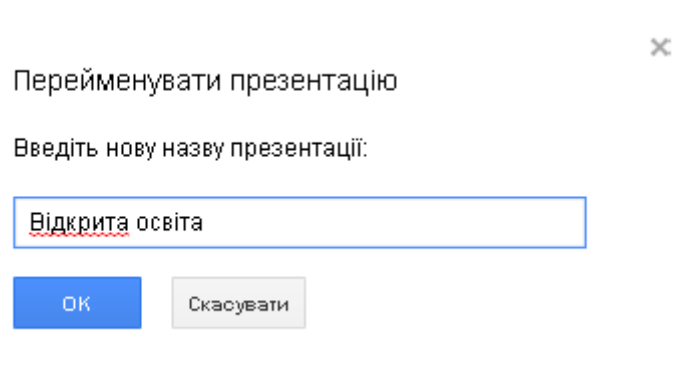 Перейменувати презентацію
Введіть нову назву презентації:
Відкрита освіта
ОК
Скасувати